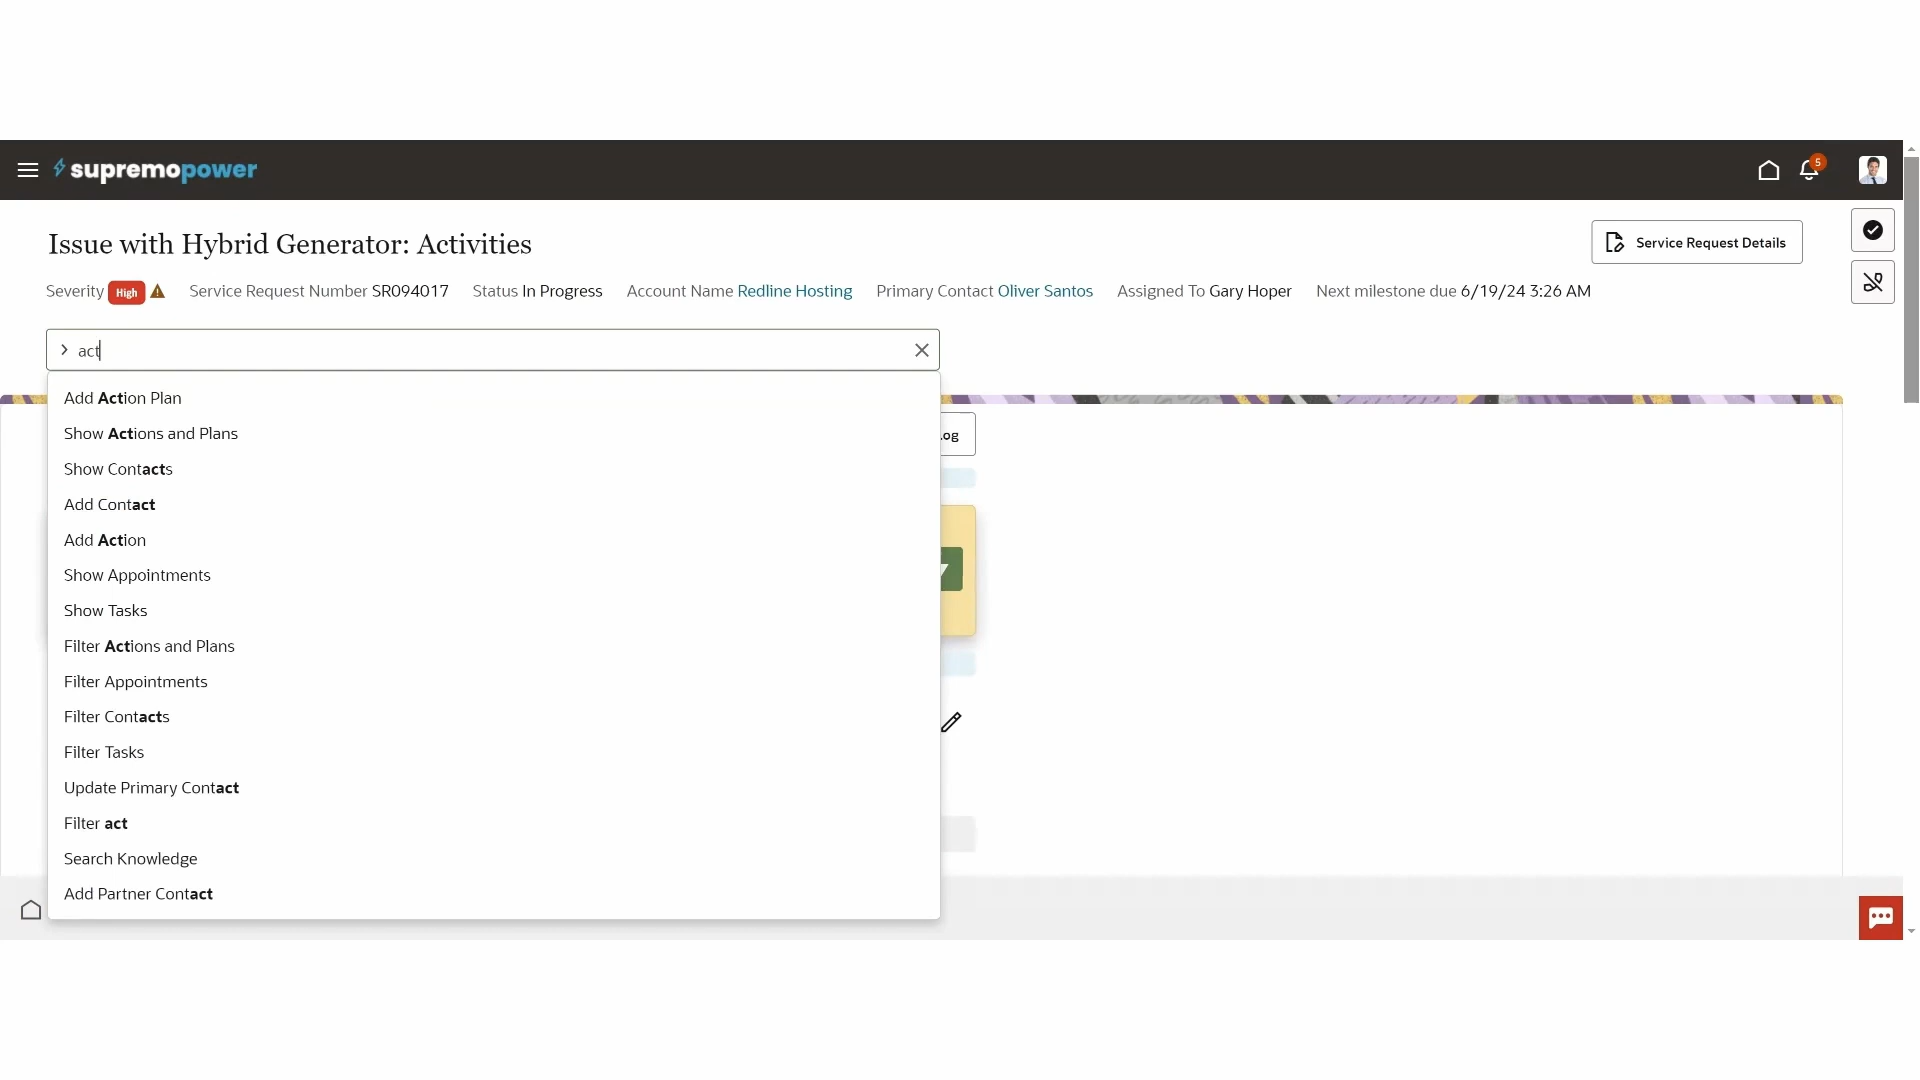 supremopower
5
Issue with Hybrid Generator: Activities
Service Request Details
Severity High Service Request Number SR094017 Status In Progress Account Name Redline Hosting Primary Contact Oliver Santos Assigned To Gary Hoper Next milestone due 6/19/24 3:26 AM
act
Add Action Plan
Show Actions and Plans
Show Contacts
Add Contact
Add Action
Show Appointments
Show Tasks
Filter Actions and Plans
Filter Appointments
Filter Contacts
Filter Tasks
Update Primary Contact
Filter act
Search Knowledge
Add Partner Contact